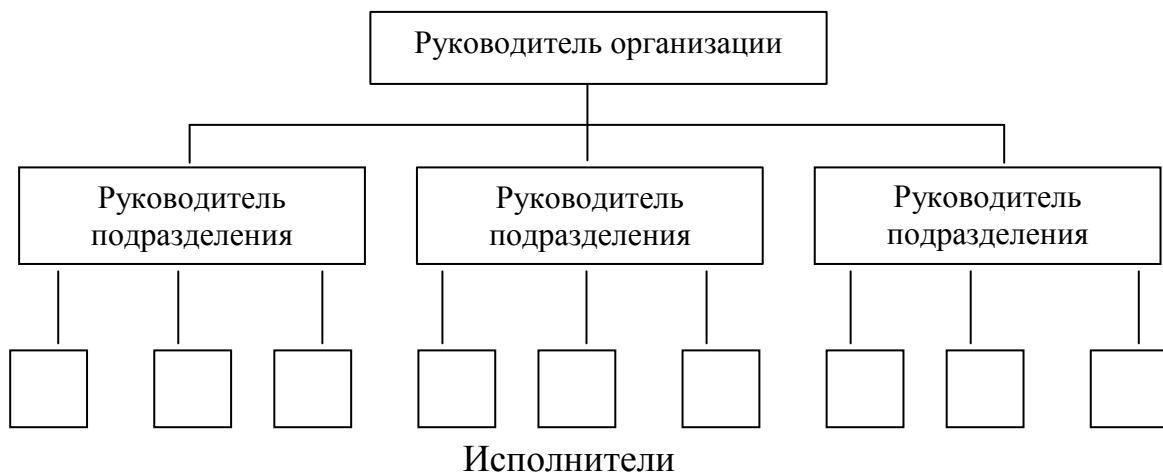 Руководитель организации
Руководитель
подразделения
Руководитель
подразделения
Руководитель
подразделения
Исполнители